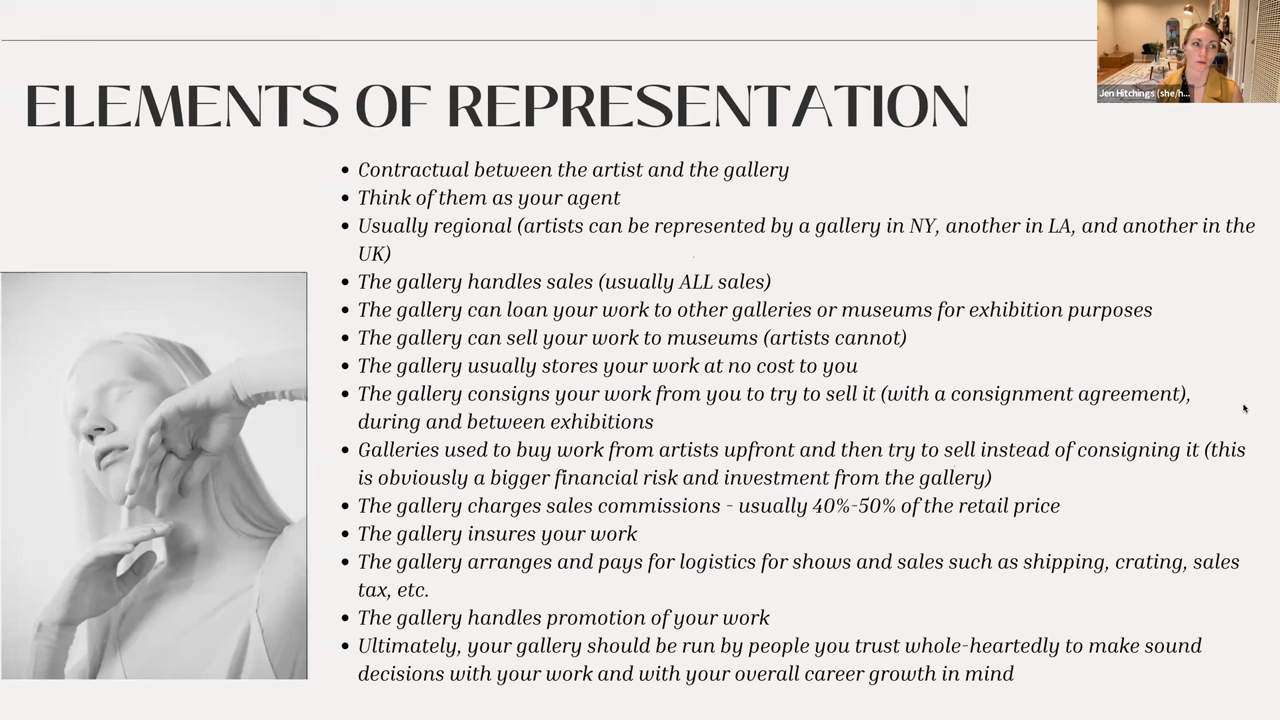 Jen Hitchings (she/h...
ELEMENTS OF REPRESENTATION
• Contractual between the artist and the gallery
• Think of them as your agent
• Usually regional (artists can be represented by a gallery in NY, another in LA, and another in the
UK)
• The gallery handles sales (usually ALL sales)
• The gallery can loan your work to other galleries or museums for exhibition purposes
• The gallery can sell your work to museums (artists cannot)
• The gallery usually stores your work at no cost to you
• The gallery consigns your work from you to try to sell it (with a consignment agreement),
during and between exhibitions
• Galleries used to buy work from artists upfront and then try to sell instead of consigning it (this
is obviously a bigger financial risk and investment from the gallery)
• The gallery charges sales commissions - usually 40%-50% of the retail price
• The gallery insures your work
• The gallery arranges and pays for logistics for shows and sales such as shipping, crating, sales
tax, etc.
• The gallery handles promotion of your work
• Ultimately, your gallery should be run by people you trust whole-heartedly to make sound
decisions with your work and with your overall career growth in mind